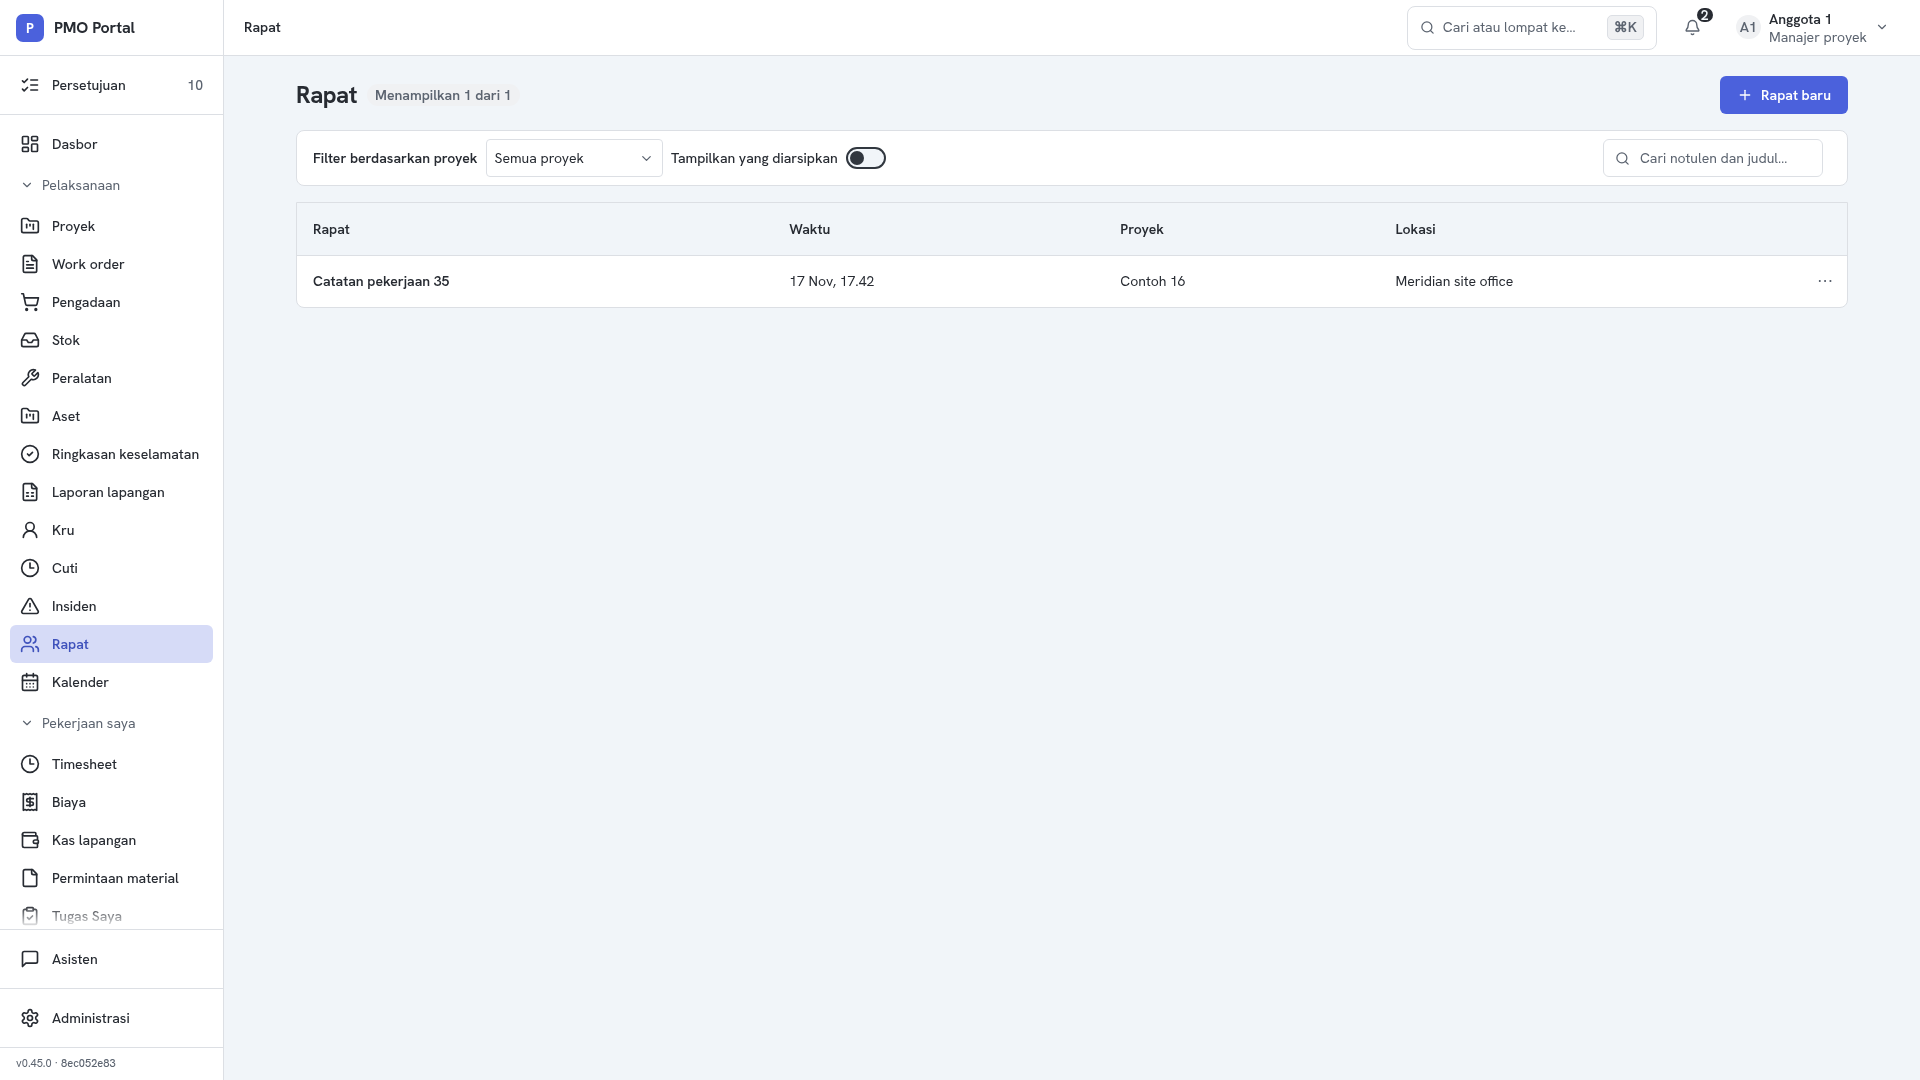 P PMO Portal
Persetujuan 10
Dasbor
Pelaksanaan
Proyek
Work order
Pengadaan
Stok
Peralatan
Aset
Ringkasan keselamatan
Laporan lapangan
Kru
Cuti
Insiden
Rapat
Kalender
Pekerjaan saya
Timesheet
Biaya
Kas lapangan
Permintaan material
Tugas Saya
Asisten
Administrasi
v0.45.0 · 8ec052e83
Rapat
Cari atau lompat ke... ⌘K
2
A1
Anggota 1
Manajer proyek
Rapat Menampilkan 1 dari 1
+ Rapat baru
Filter berdasarkan proyek Semua proyek Tampilkan yang diarsipkan
Cari notulen dan judul...
Rapat Waktu Proyek Lokasi
Catatan pekerjaan 35 17 Nov, 17.42 Contoh 16 Meridian site office